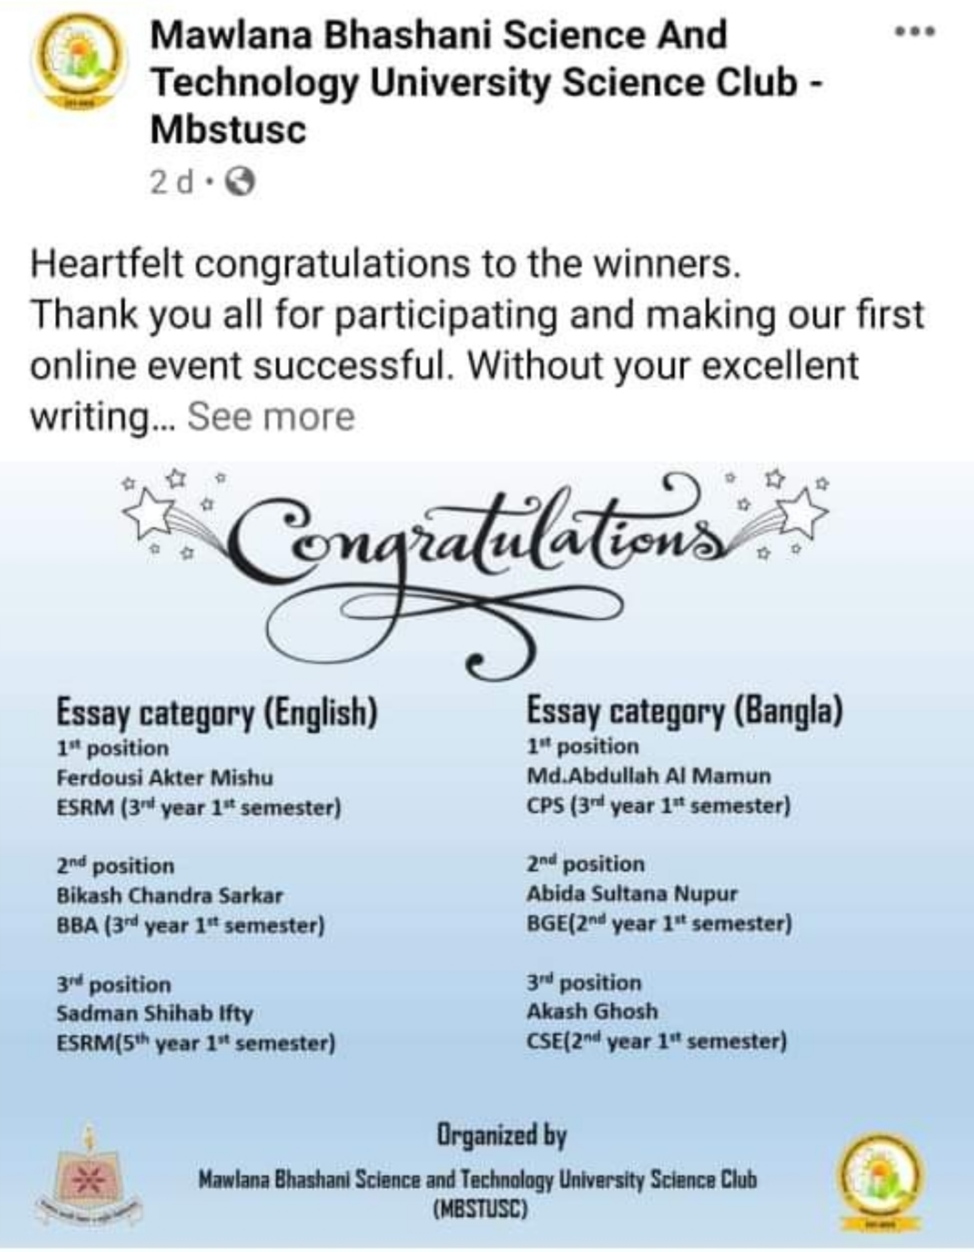 Mawlana Bhashani Science And
Technology University Science Club -
Mbstusc
2 d ·
Heartfelt congratulations to the winners.
Thank you all for participating and making our first
online event successful. Without your excellent
writing... See more
Congratulations
Essay category (English)
1st position
Ferdousi Akter Mishu
ESRM (3rd year 1st semester)
2nd position
Bikash Chandra Sarkar
BBA (3rd year 1st semester)
3rd position
Sadman Shihab Ifty
ESRM(5th year 1st semester)
Essay category (Bangla)
1st position
Md.Abdullah Al Mamun
CPS (3rd year 1st semester)
2nd position
Abida Sultana Nupur
BGE(2nd year 1st semester)
3rd position
Akash Ghosh
CSE(2nd year 1st semester)
Organized by
Mawlana Bhashani Science and Technology University Science Club
(MBSTUSC)